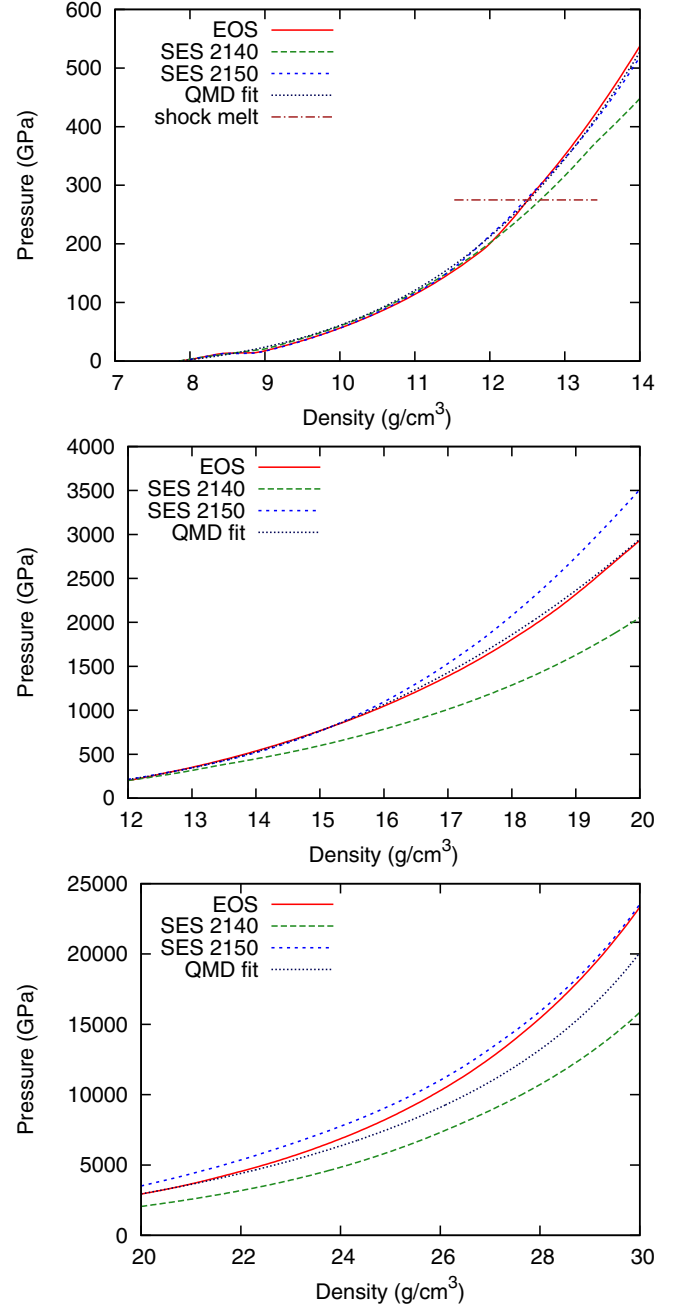 600
500
400
300
200
100
0
Pressure (GPa)
EOS
SES 2140
SES 2150
QMD fit
shock melt
7 8 9 10 11 12 13 14
Density (g/cm³)
4000
3500
3000
2500
2000
1500
1000
500
0
Pressure (GPa)
EOS
SES 2140
SES 2150
QMD fit
12 13 14 15 16 17 18 19 20
Density (g/cm³)
25000
20000
15000
10000
5000
0
Pressure (GPa)
EOS
SES 2140
SES 2150
QMD fit
20 22 24 26 28 30
Density (g/cm³)